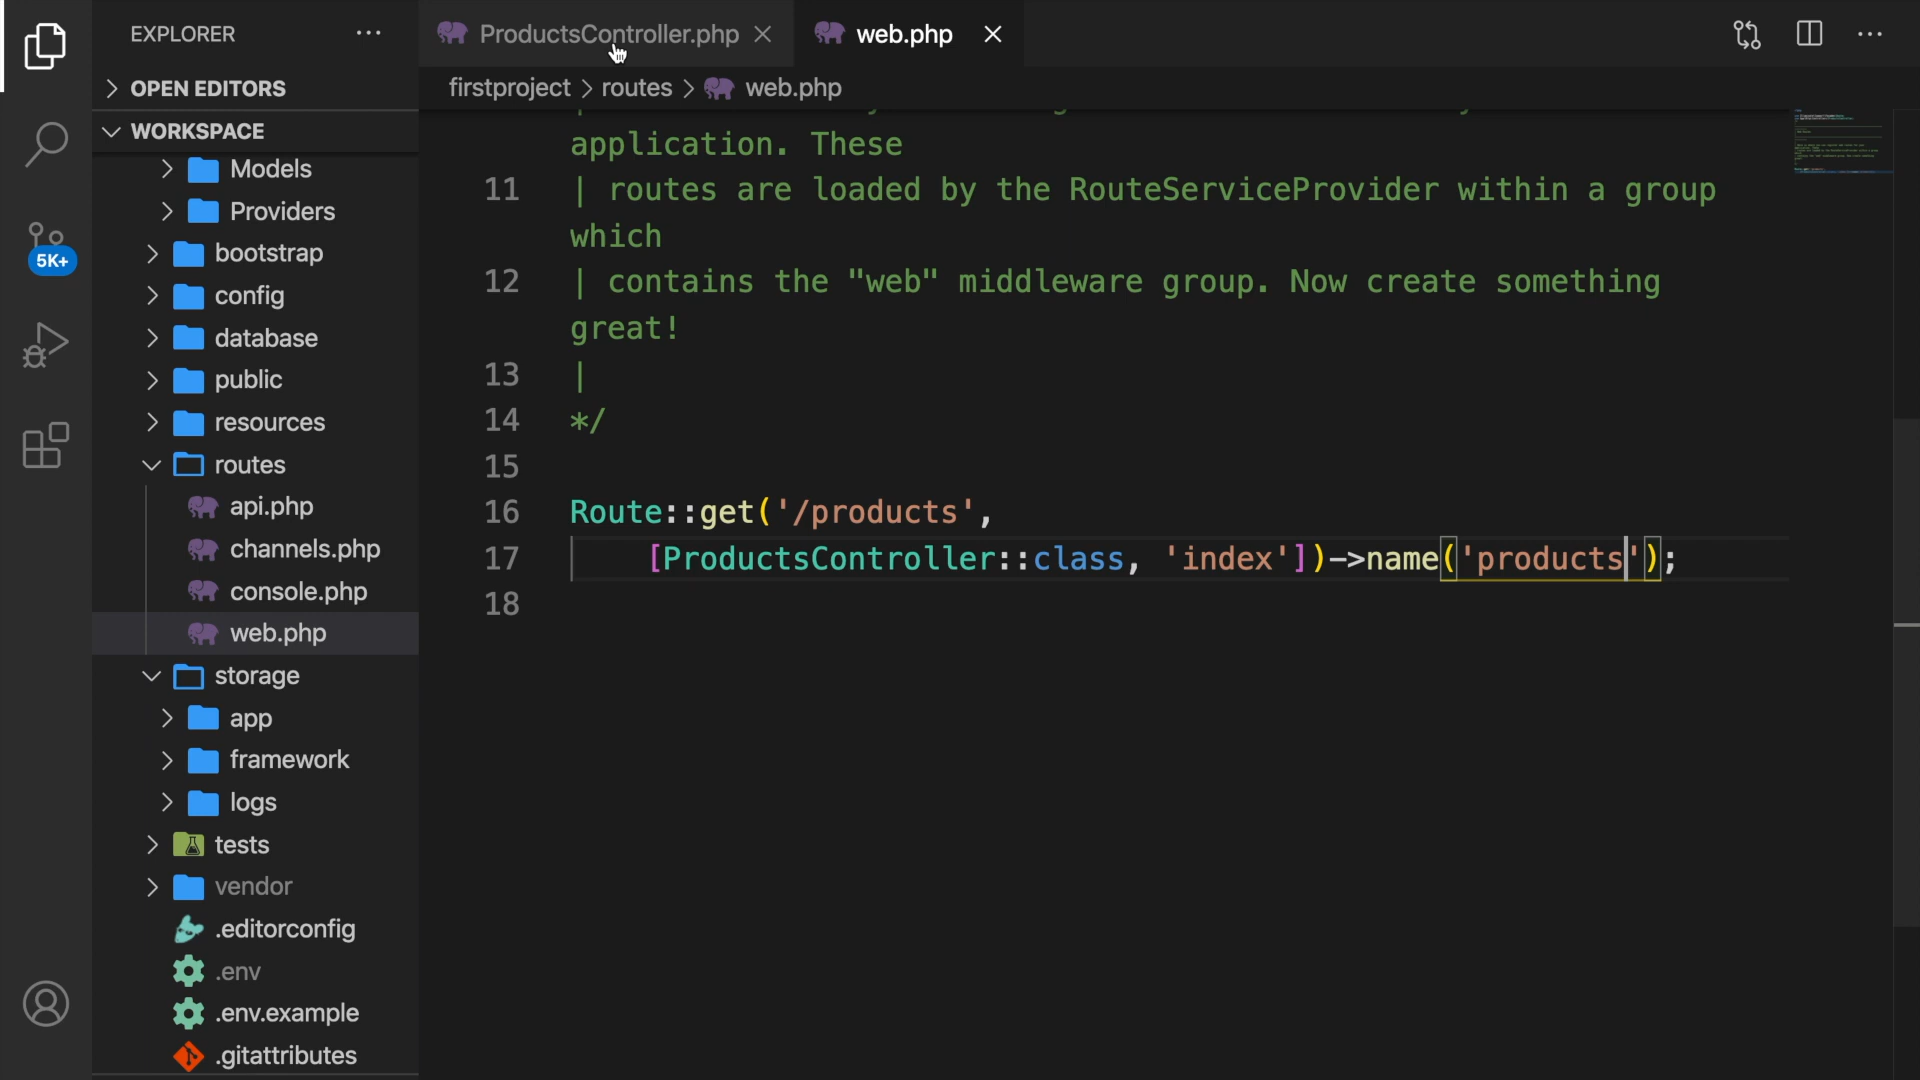 EXPLORER
ProductsController.php
web.php
OPEN EDITORS
firstproject > routes > web.php
WORKSPACE
Models
Providers
bootstrap
config
database
public
resources
routes
api.php
channels.php
console.php
web.php
storage
app
framework
logs
tests
vendor
.editorconfig
.env
.env.example
.gitattributes
5K+
application. These
11 | routes are loaded by the RouteServiceProvider within a group
which
12 | contains the "web" middleware group. Now create something
great!
13 |
14 */
15
16 Route::get('/products',
17 [ProductsController::class, 'index'])->name('products');
18